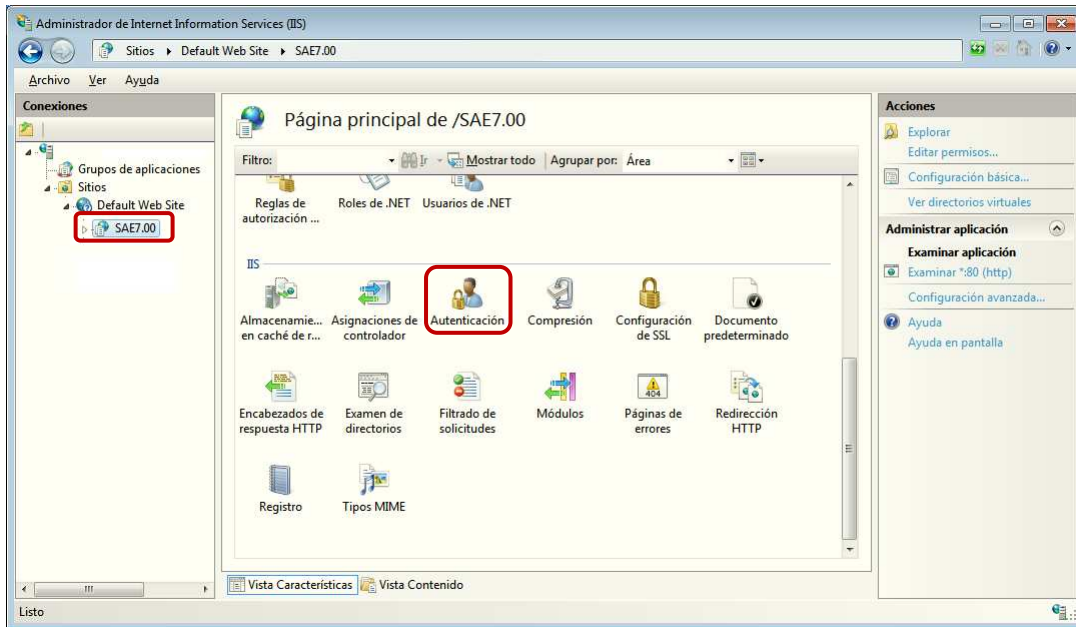 Administrador de Internet Information Services (IIS)
Sitios Default Web Site SAE7.00
Archivo Ver Ayuda
Conexiones
Grupos de aplicaciones
Sitios
Default Web Site
SAE7.00
Página principal de /SAE7.00
Filtro: Ir Mostrar todo Agrupar por: Área
Reglas de autorización ...
Roles de .NET
Usuarios de .NET
IIS
Almacenamie... en caché de r...
Asignaciones de controlador
Autenticación
Compresión
Configuración de SSL
Documento predeterminado
Encabezados de respuesta HTTP
Examen de directorios
Filtrado de solicitudes
Módulos
404
Páginas de errores
Redirección HTTP
Registro
Tipos MIME
Vista Características Vista Contenido
Acciones
Explorar
Editar permisos...
Configuración básica...
Ver directorios virtuales
Administrar aplicación
Examinar aplicación
Examinar *:80 (http)
Configuración avanzada...
Ayuda
Ayuda en pantalla
Listo